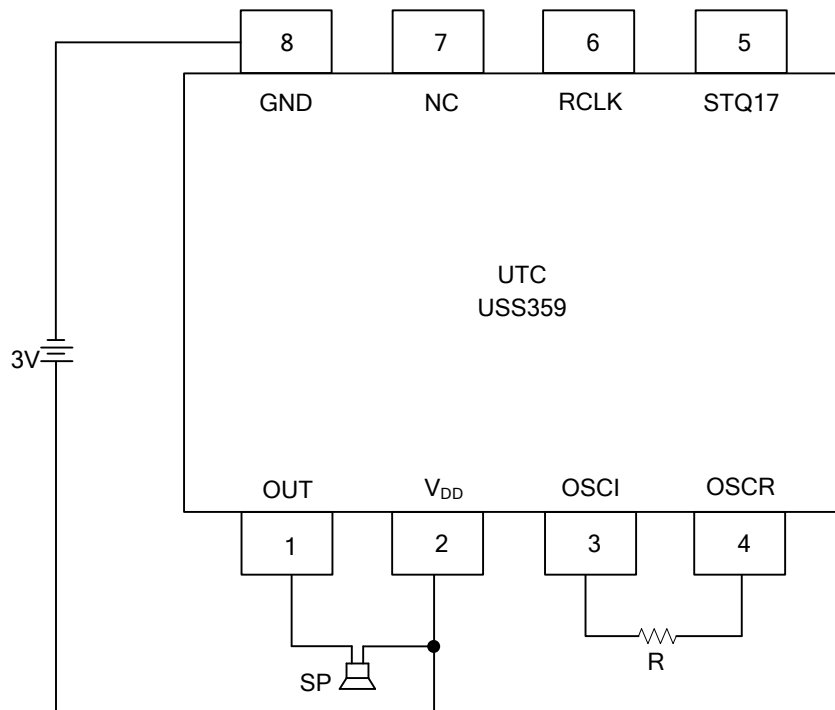 8 7 6 5
GND NC RCLK STQ17
UTC
USS359
3V
OUT VDD OSCI OSCR
1 2 3 4
SP R